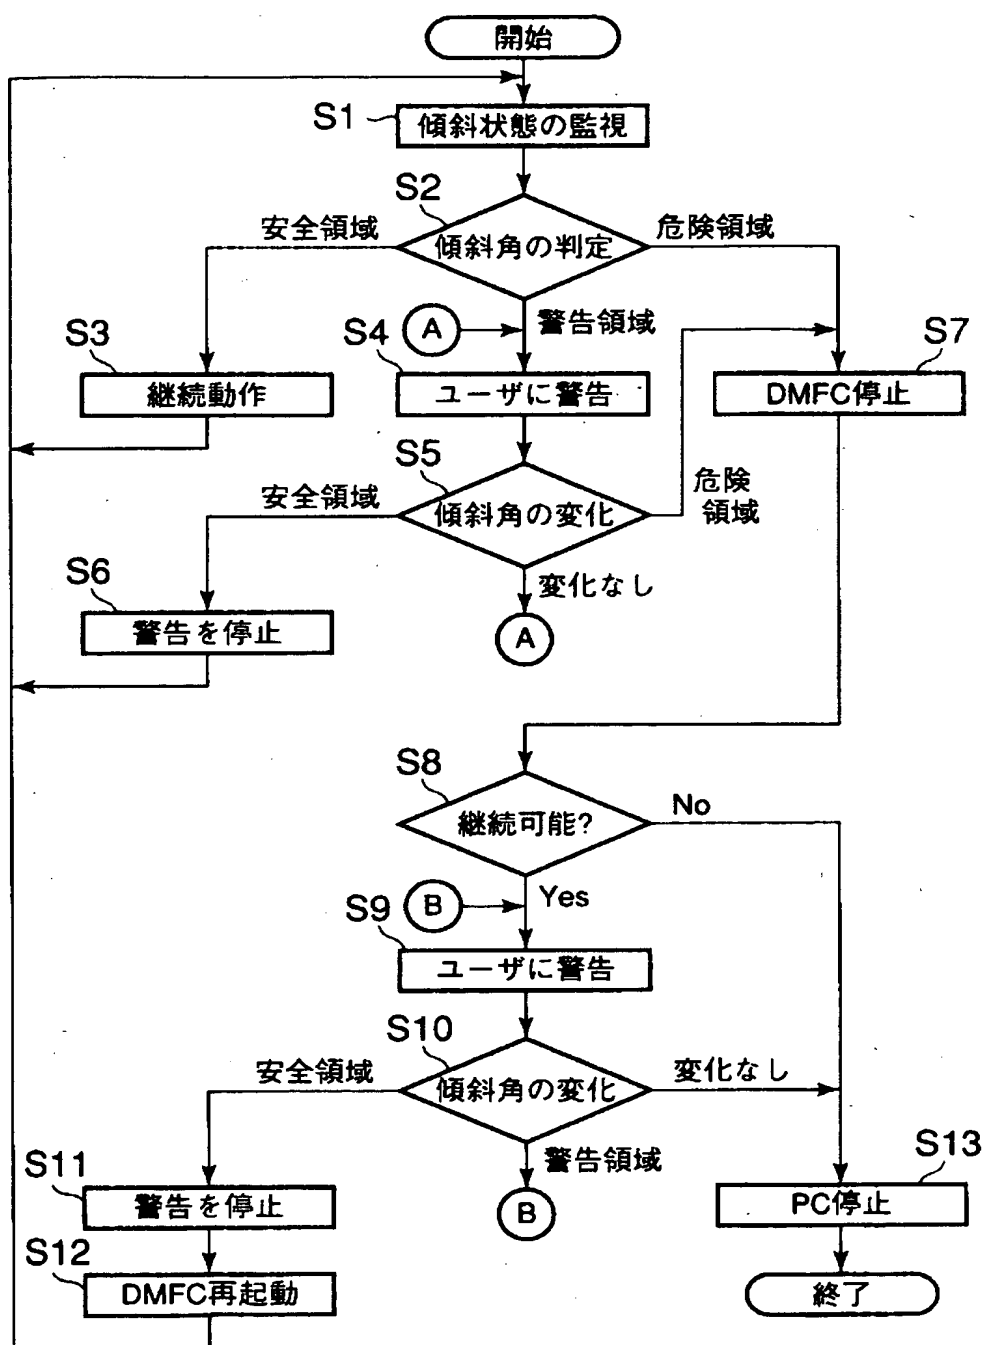 開始
S1
傾斜状態の監視
S2
安全領域
傾斜角の判定
危険領域
警告領域
A
S3
継続動作
S4
ユーザに警告
S7
DMFC停止
S5
安全領域
傾斜角の変化
危険
領域
変化なし
A
S6
警告を停止
S8
継続可能?
No
Yes
B
S9
ユーザに警告
S10
安全領域
傾斜角の変化
変化なし
警告領域
B
S11
警告を停止
S13
PC停止
S12
DMFC再起動
終了